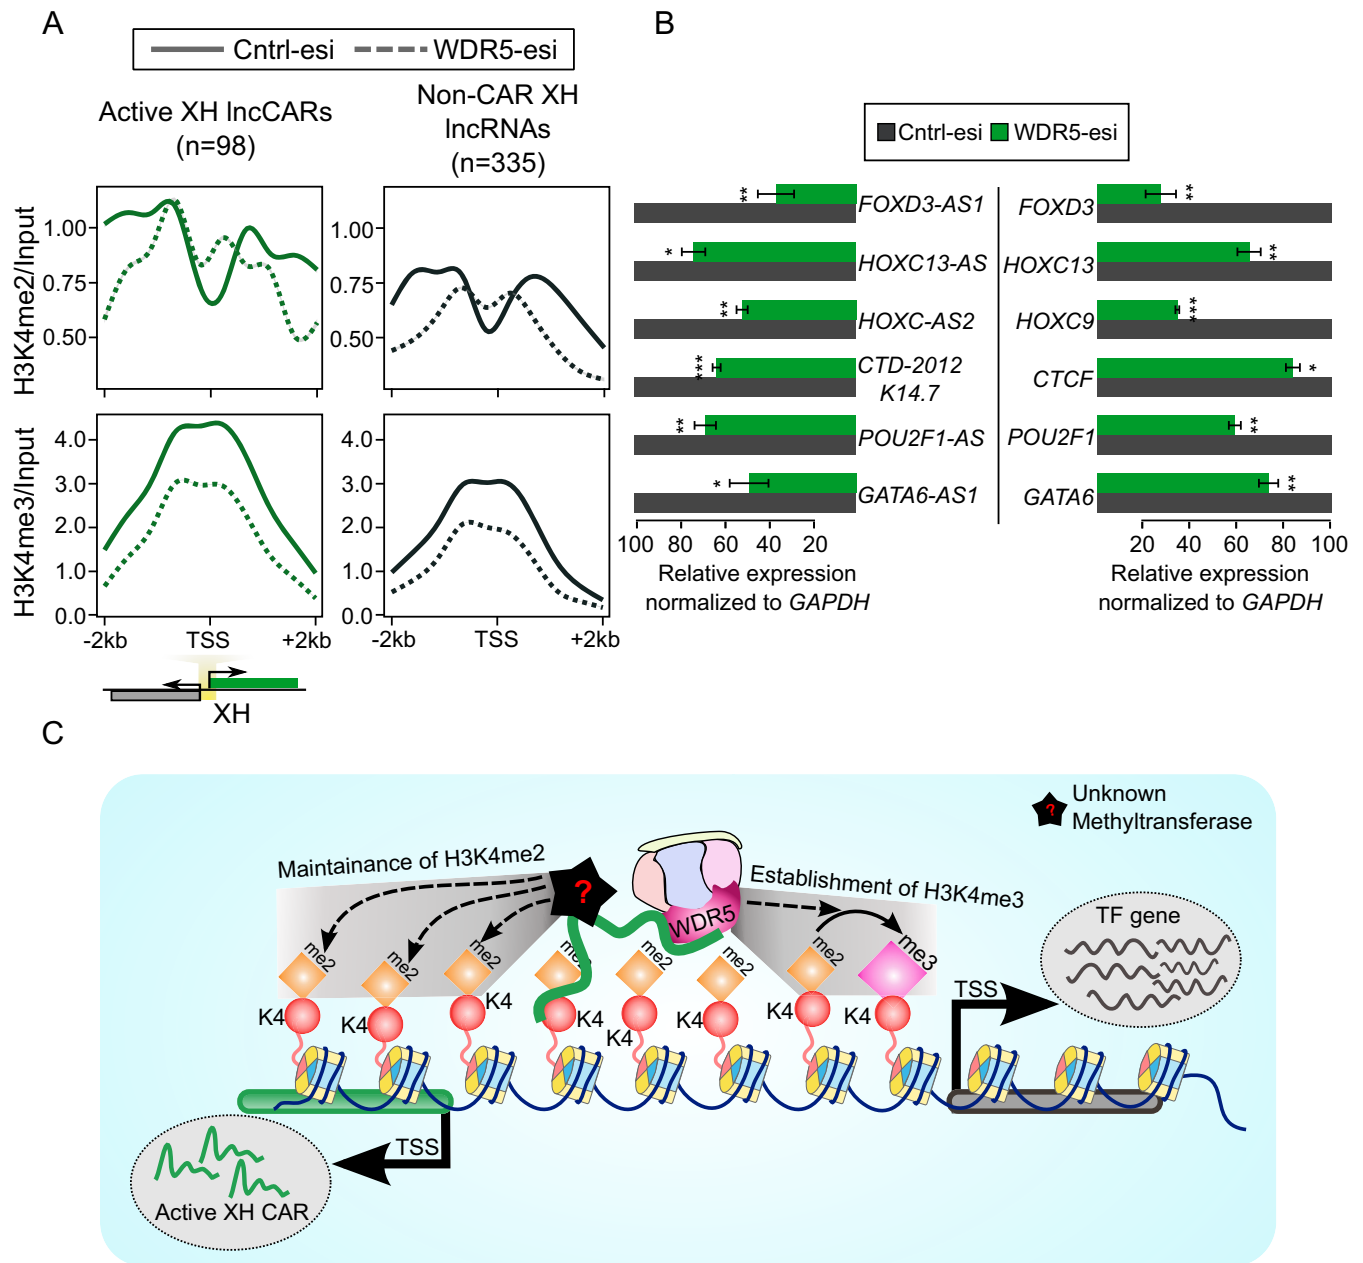 A
Cntrl-esi WDR5-esi
Active XH lncCARs
(n=98)
Non-CAR XH
lncRNAs
(n=335)
H3K4me2/Input
1.00
0.75
0.50
1.00
0.75
0.50
H3K4me3/Input
4.0
3.0
2.0
1.0
0.0
4.0
3.0
2.0
1.0
0.0
-2kb TSS +2kb
-2kb TSS +2kb
XH
B
Cntrl-esi WDR5-esi
** FOXD3-AS1
* HOXC13-AS
** HOXC-AS2
*** CTD-2012
K14.7
** POU2F1-AS
* GATA6-AS1
100 80 60 40 20
Relative expression
normalized to GAPDH
FOXD3 **
HOXC13 **
HOXC9 ***
CTCF *
POU2F1 **
GATA6 **
20 40 60 80 100
Relative expression
normalized to GAPDH
C
? Unknown
Methyltransferase
Maintainance of H3K4me2
?
WDR5
Establishment of H3K4me3
me2
me2
me2
me2
me2
me2
me2
me3
K4
K4
K4
K4
K4
K4
K4
K4
TF gene
TSS
TSS
Active XH CAR